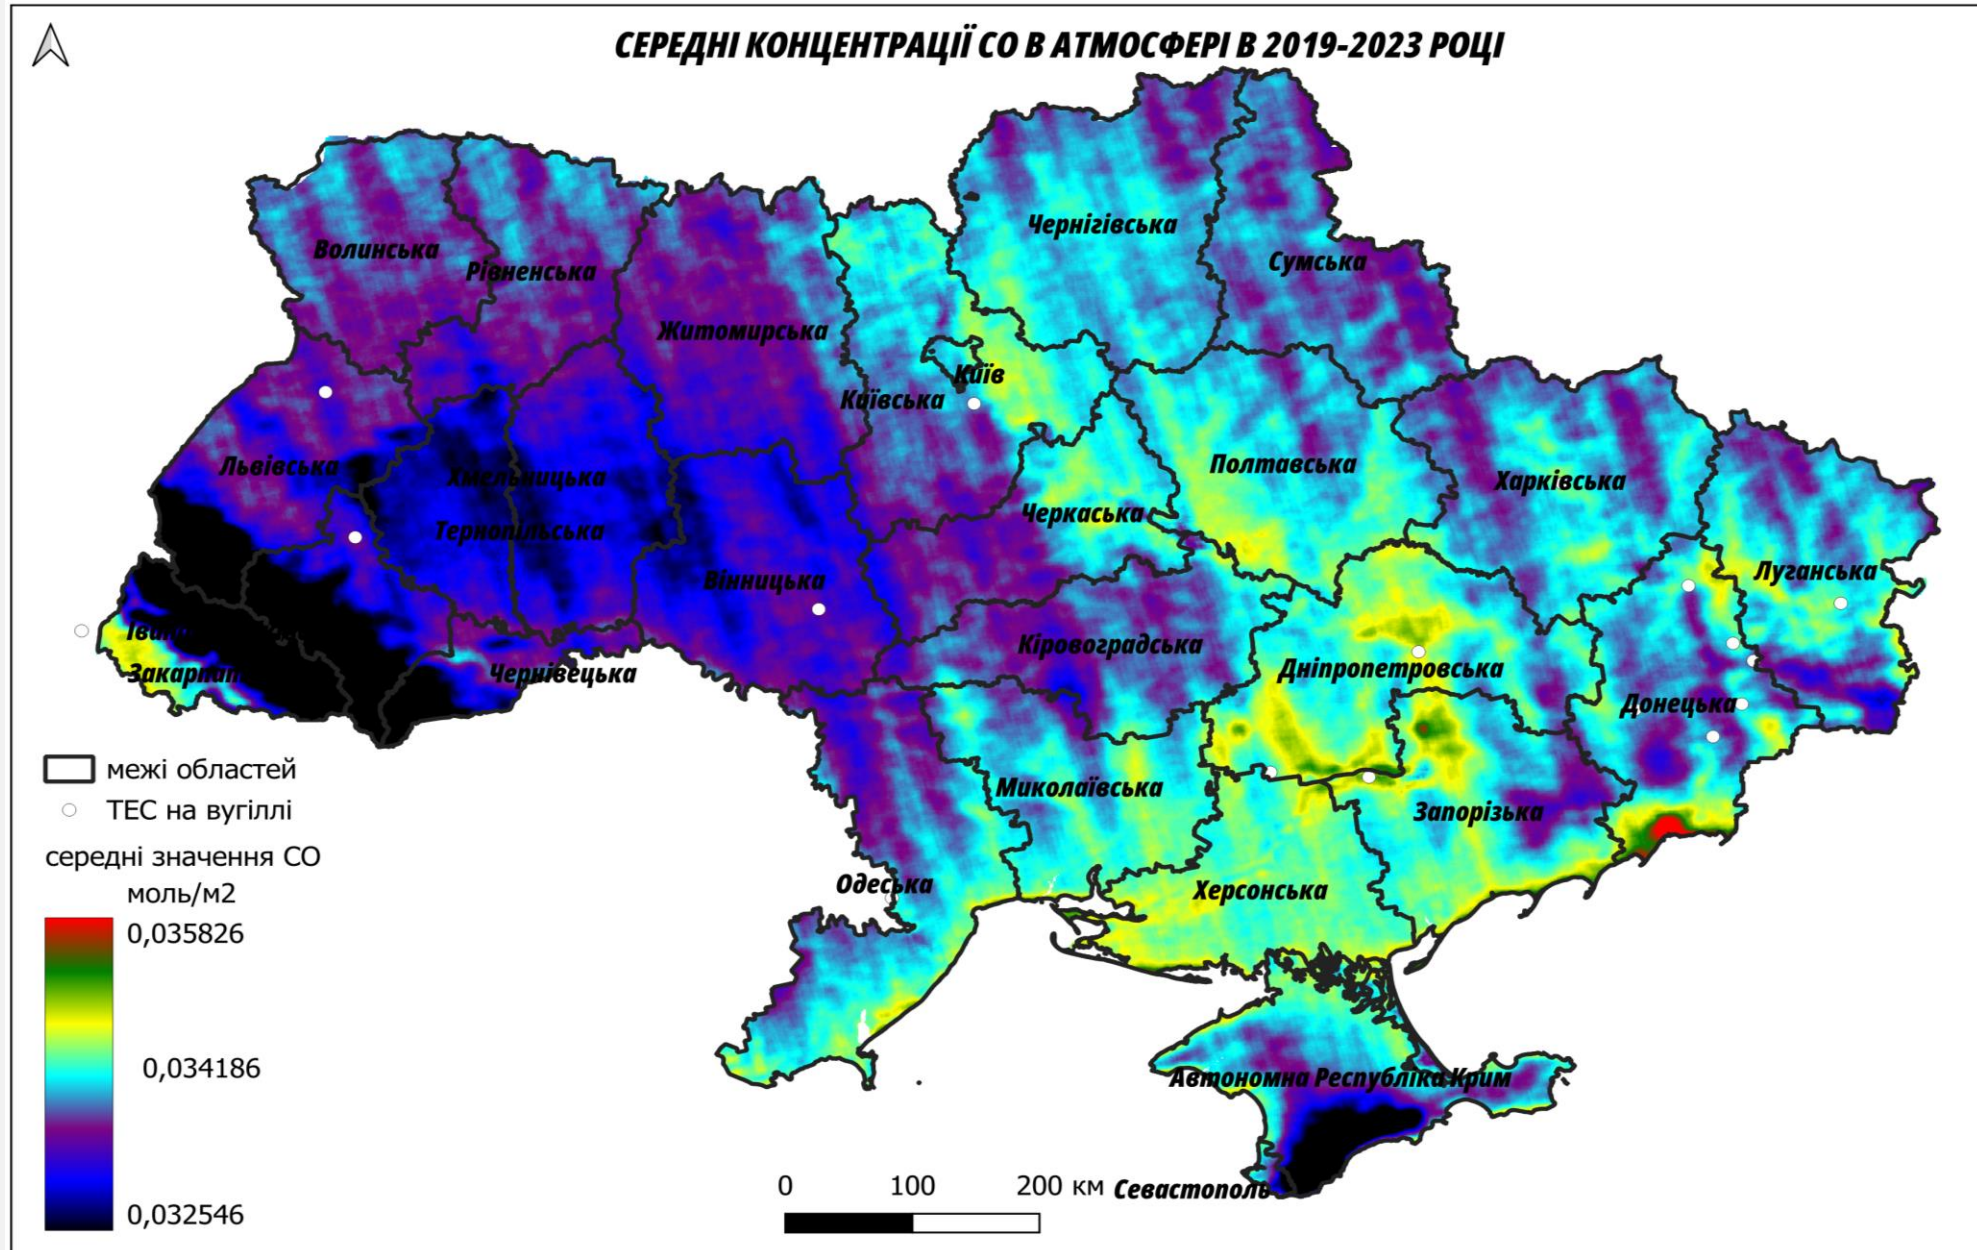 СЕРЕДНІ КОНЦЕНТРАЦІЇ СО В АТМОСФЕРІ В 2019-2023 РОЦІ
Чернігівська
Волинська
Рівненська
Сумська
Житомирська
Київ
Київська
Львівська
Хмельницька
Полтавська
Харківська
Черкаська
Тернопільська
Вінницька
Луганська
Кіровоградська
Закарпат
Чернівецька
Дніпропетровська
Донецька
межі областей
ТЕС на вугіллі
середні значення СО
моль/м2
0,035826
0,034186
0,032546
Миколаївська
Запорізька
Одеська
Херсонська
Автономна Республіка Крим
Севастополь
0 100 200 км